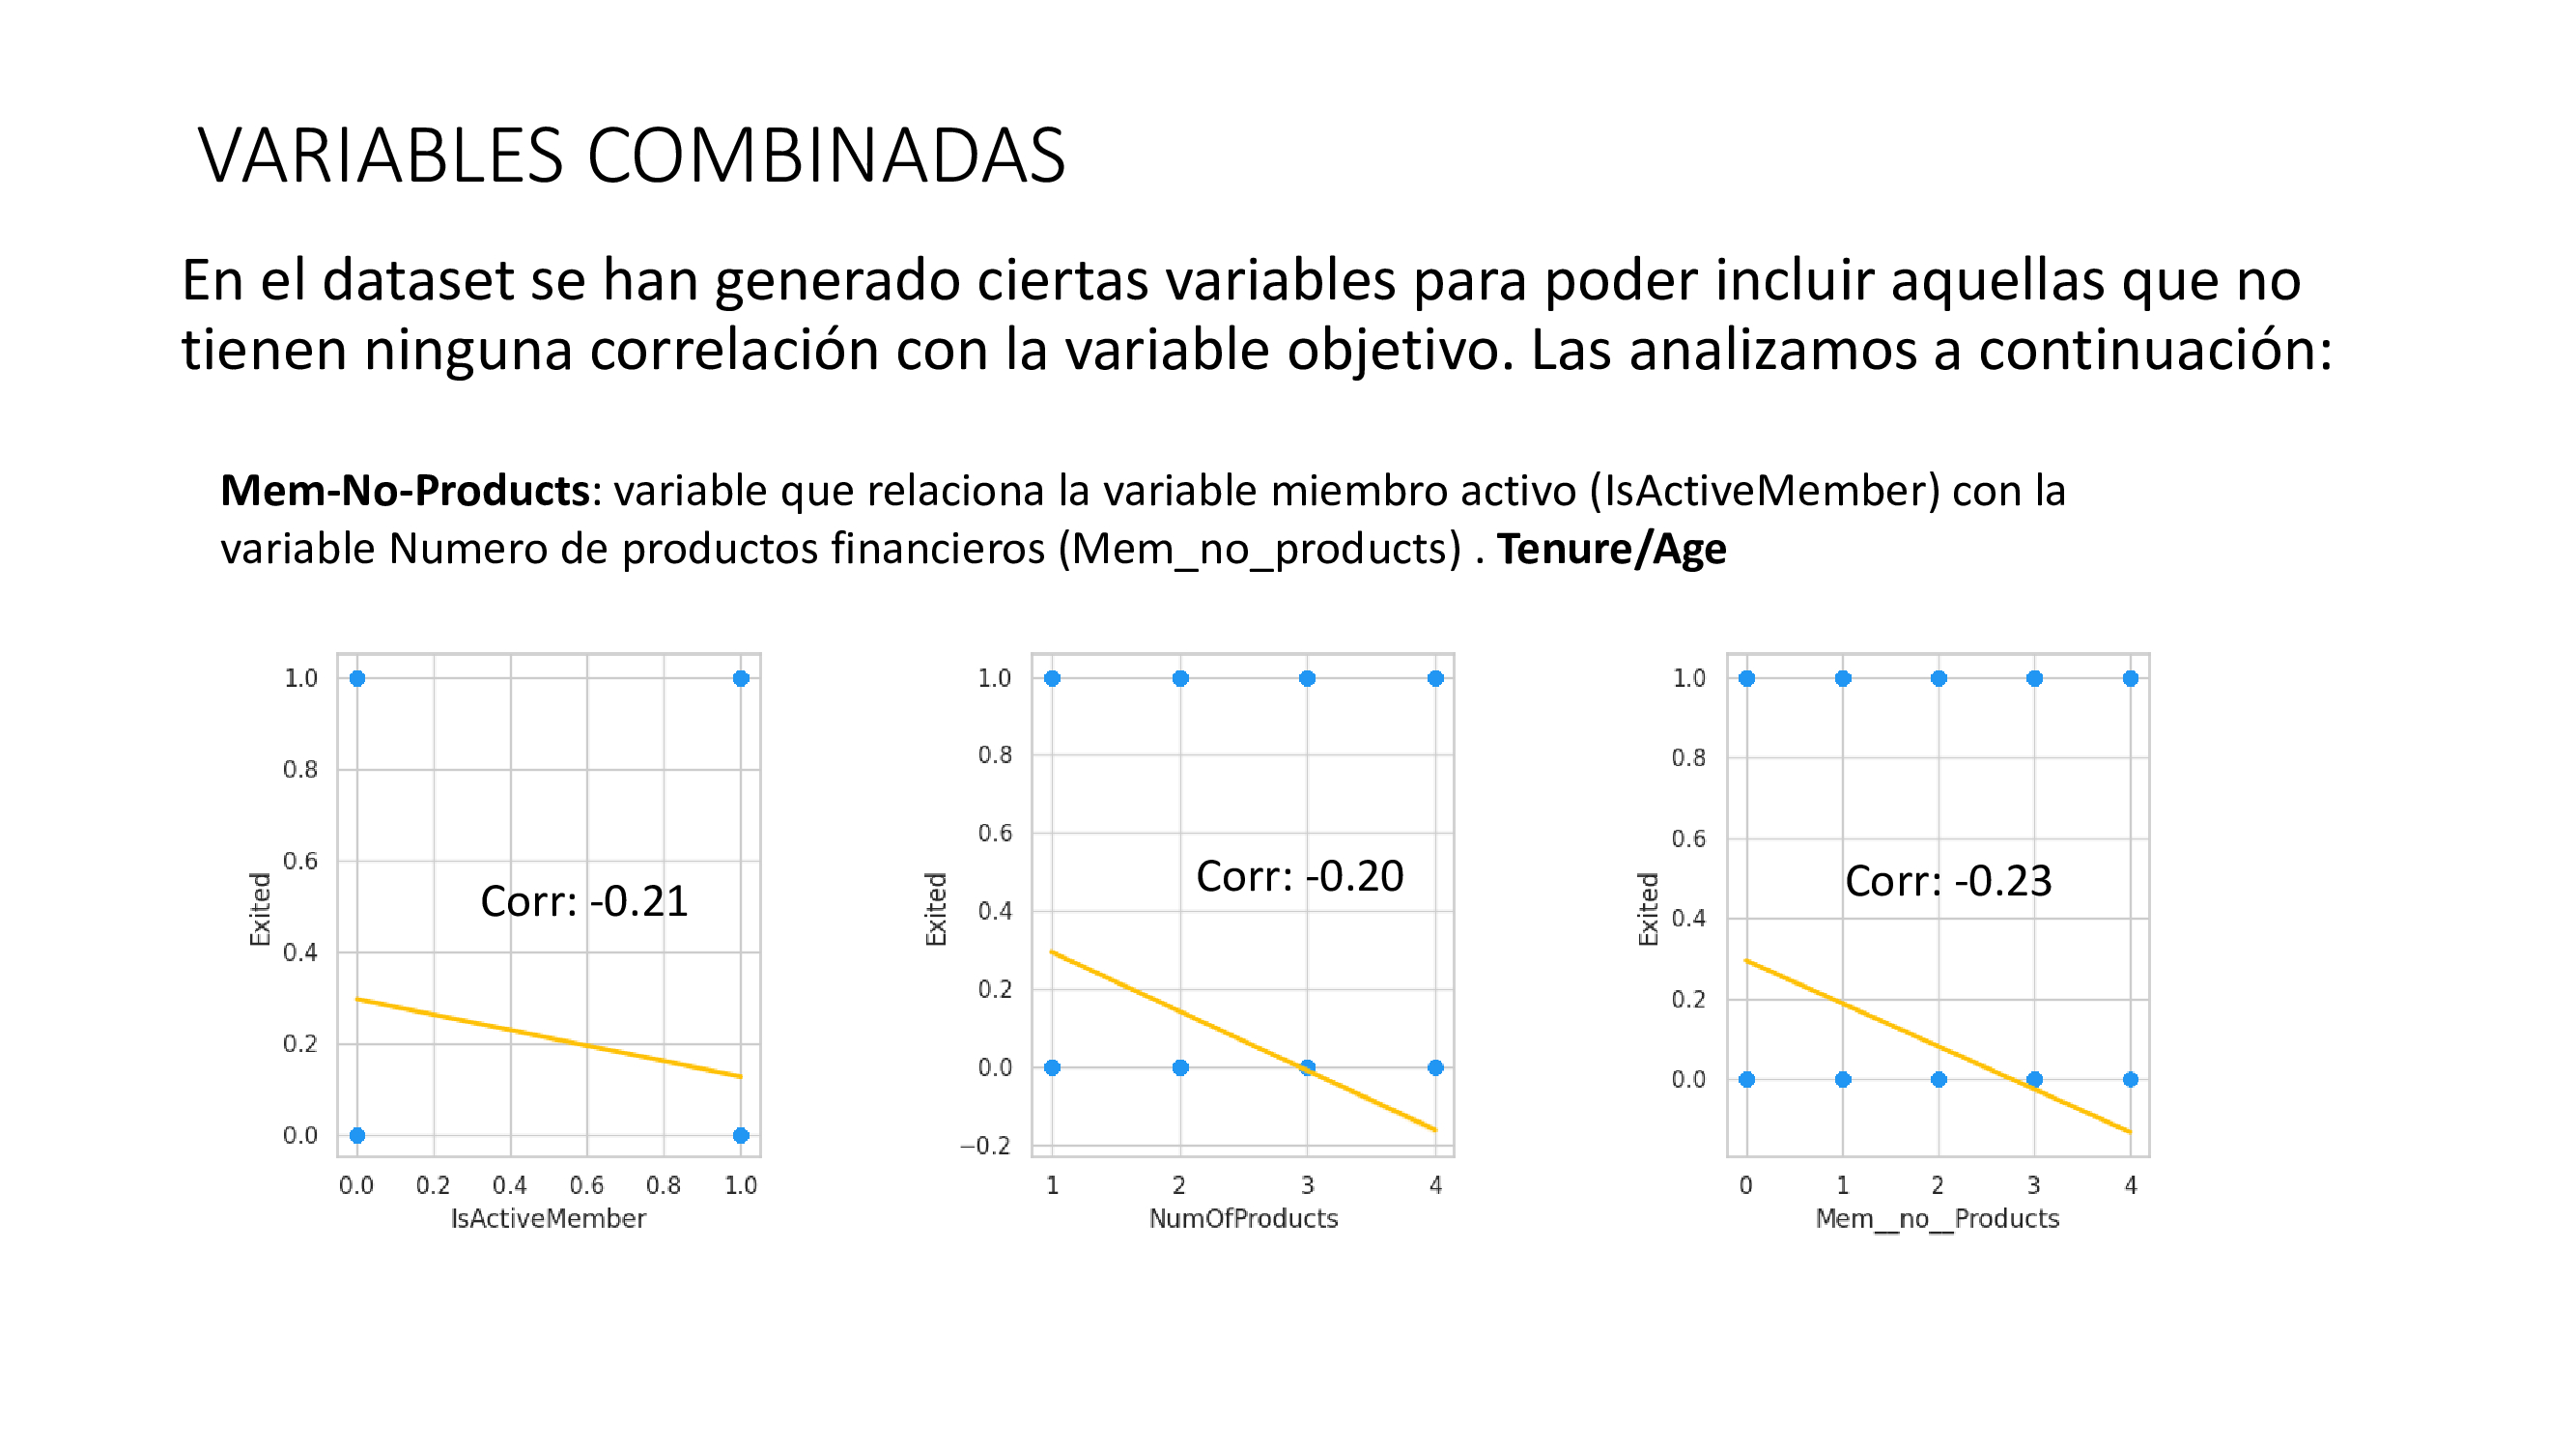 VARIABLES COMBINADAS
En el dataset se han generado ciertas variables para poder incluir aquellas que no
tienen ninguna correlación con la variable objetivo. Las analizamos a continuación:
Mem-No-Products: variable que relaciona la variable miembro activo (IsActiveMember) con la
variable Numero de productos financieros (Mem_no_products) . Tenure/Age
1.0
0.8
0.6
0.4
0.2
0.0
Exited
Corr: -0.21
0.0 0.2 0.4 0.6 0.8 1.0
IsActiveMember
1.0
0.8
0.6
0.4
0.2
0.0
−0.2
Exited
Corr: -0.20
1 2 3 4
NumOfProducts
1.0
0.8
0.6
0.4
0.2
0.0
Exited
Corr: -0.23
0 1 2 3 4
Mem__no__Products